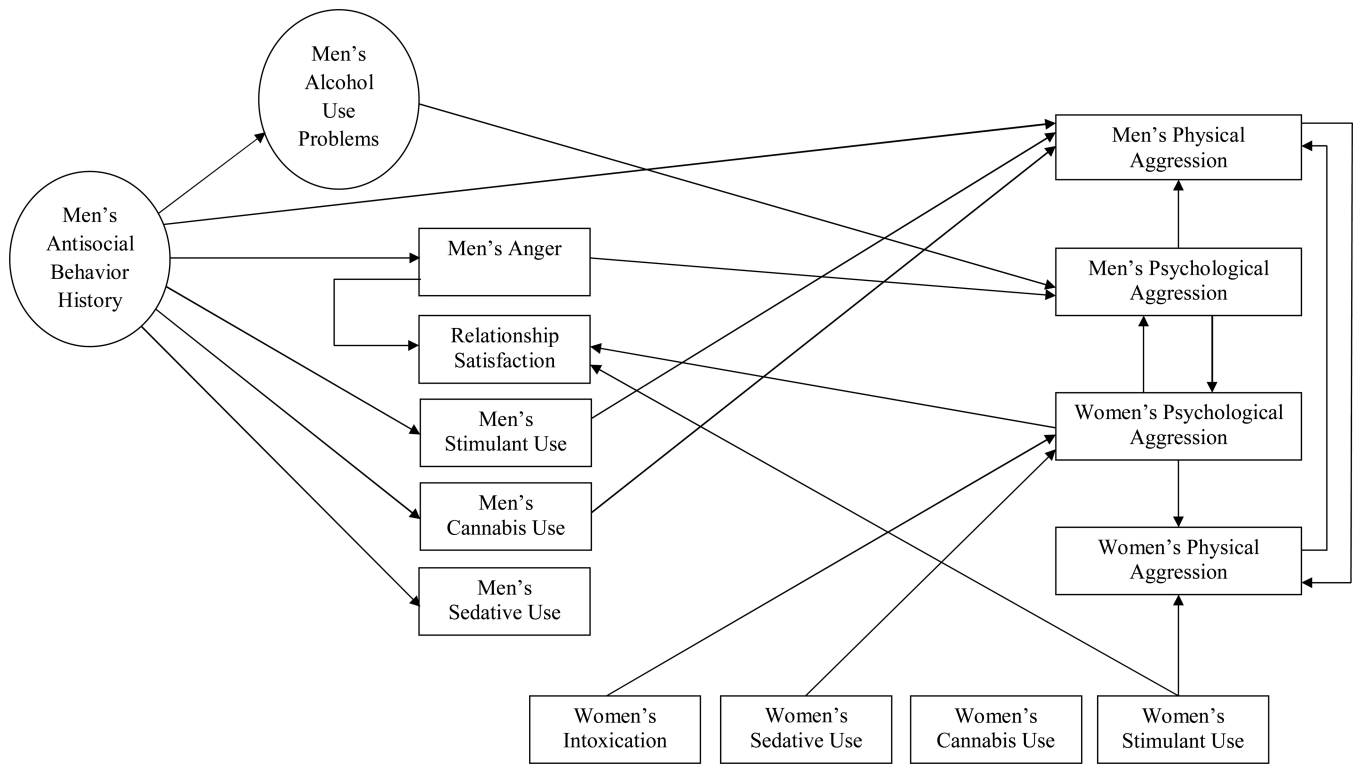 Men’s
Alcohol
Use
Problems
Men’s
Antisocial
Behavior
History
Men’s Anger
Relationship
Satisfaction
Men’s
Stimulant Use
Men’s
Cannabis Use
Men’s
Sedative Use
Men’s Physical
Aggression
Men’s Psychological
Aggression
Women’s Psychological
Aggression
Women’s Physical
Aggression
Women’s
Intoxication
Women’s
Sedative Use
Women’s
Cannabis Use
Women’s
Stimulant Use